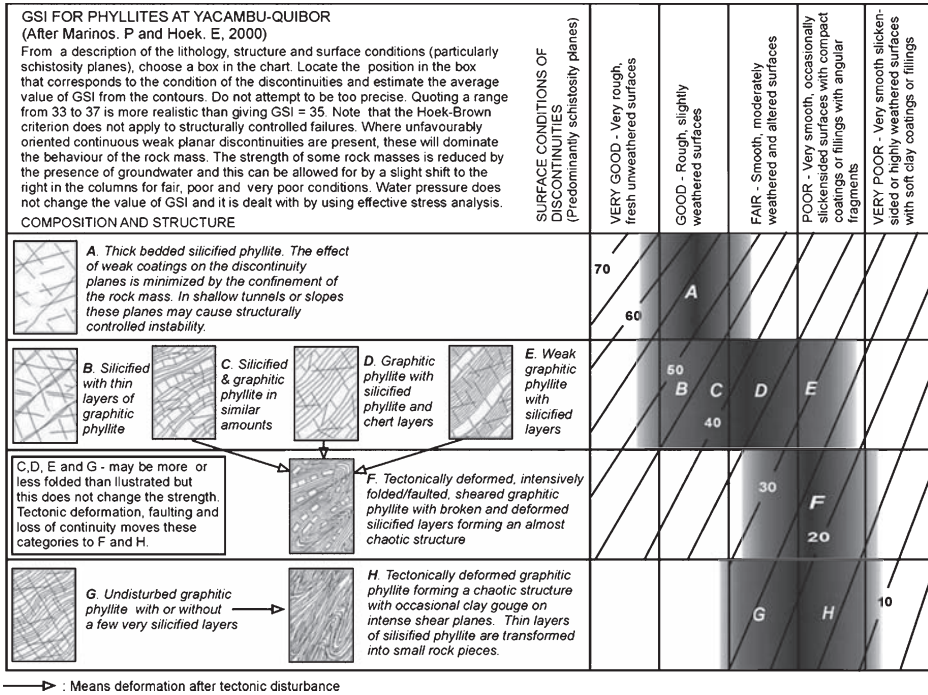 GSI FOR PHYLLITES AT YACAMBU-QUIBOR
(After Marinos. P and Hoek. E, 2000)
From a description of the lithology, structure and surface conditions (particularly
schistosity planes), choose a box in the chart. Locate the position in the box
that corresponds to the condition of the discontinuities and estimate the average
value of GSI from the contours. Do not attempt to be too precise. Quoting a range
from 33 to 37 is more realistic than giving GSI = 35. Note that the Hoek-Brown
criterion does not apply to structurally controlled failures. Where unfavourably
oriented continuous weak planar discontinuities are present, these will dominate
the behaviour of the rock mass. The strength of some rock masses is reduced by
the presence of groundwater and this can be allowed for by a slight shift to the
right in the columns for fair, poor and very poor conditions. Water pressure does
not change the value of GSI and it is dealt with by using effective stress analysis.
COMPOSITION AND STRUCTURE
SURFACE CONDITIONS OF
DISCONTINUITIES
(Predominantly schistosity planes)
VERY GOOD - Very rough,
fresh unweathered surfaces
GOOD - Rough, slightly
weathered surfaces
FAIR - Smooth, moderately
weathered and altered surfaces
POOR - Very smooth, occasionally
slickensided surfaces with compact
coatings or fillings with angular
fragments
VERY POOR - Very smooth slicken-
sided or highly weathered surfaces
with soft clay coatings or fillings
A. Thick bedded silicified phyllite. The effect
of weak coatings on the discontinuity
planes is minimized by the confinement of
the rock mass. In shallow tunnels or slopes
these planes may cause structurally
controlled instability.
70
60
A
B. Silicified
with thin
layers of
graphitic
phyllite
C. Silicified
& graphitic
phyllite in
similar
amounts
D. Graphitic
phyllite with
silicified
phyllite and
chert layers
E. Weak
graphitic
phyllite
with
silicified
layers
50
B C D E
40
C,D, E and G - may be more or
less folded than llustrated but
this does not change the strength.
Tectonic deformation, faulting and
loss of continuity moves these
categories to F and H.
F. Tectonically deformed, intensively
folded/faulted, sheared graphitic
phyllite with broken and deformed
silicified layers forming an almost
chaotic structure
30
F
20
G. Undisturbed graphitic
phyllite with or without
a few very silicified layers
H. Tectonically deformed graphitic
phyllite forming a chaotic structure
with occasional clay gouge on
intense shear planes. Thin layers
of silisified phyllite are transformed
into small rock pieces.
G H 10
: Means deformation after tectonic disturbance